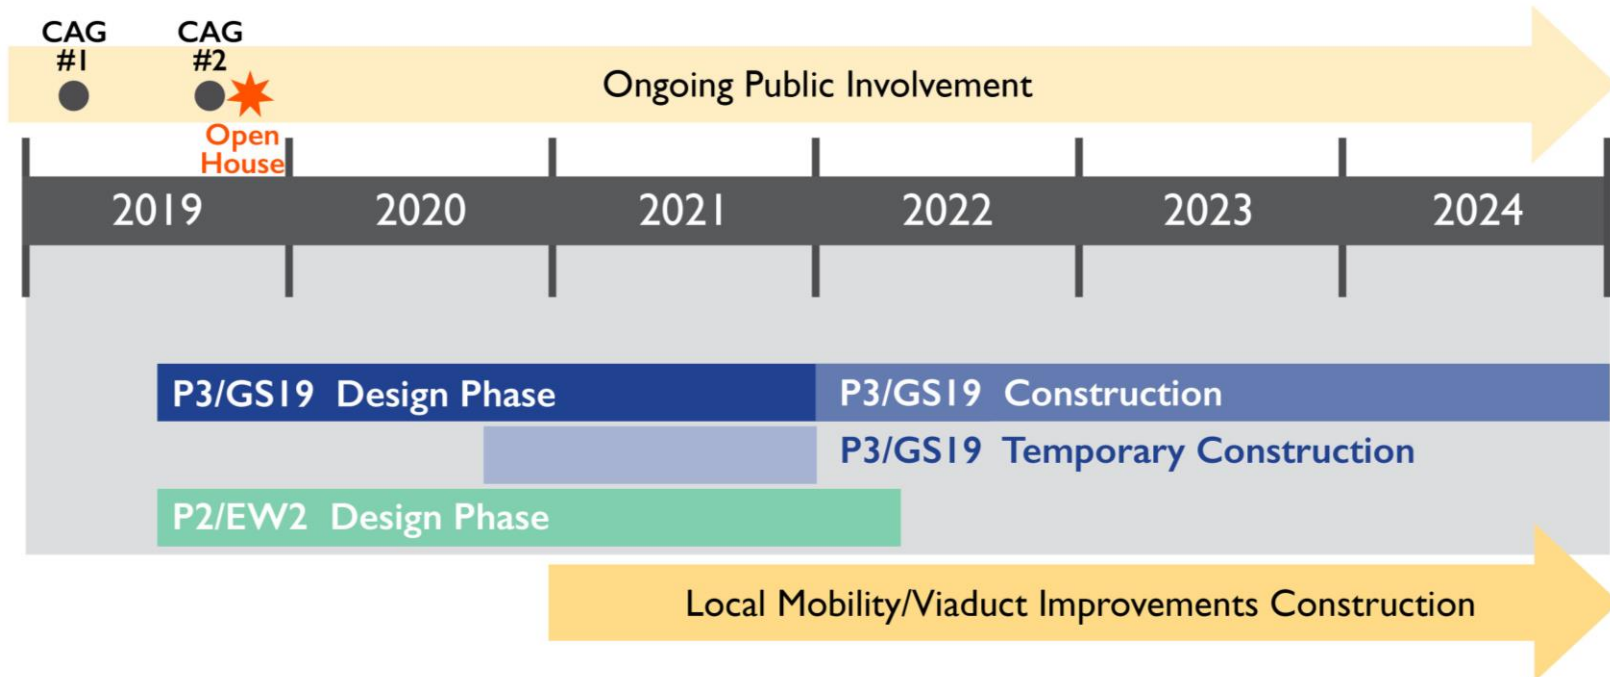 CAG
#1
CAG
#2
Open
House
Ongoing Public Involvement
2019
2020
2021
2022
2023
2024
P3/GS19 Design Phase
P3/GS19 Construction
P3/GS19 Temporary Construction
P2/EW2 Design Phase
Local Mobility/Viaduct Improvements Construction